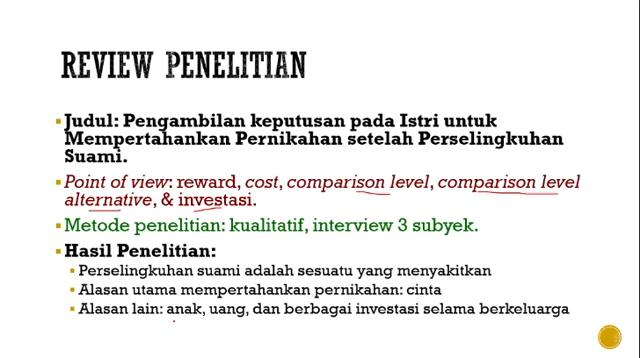 REVIEW PENELITIAN
Judul: Pengambilan keputusan pada Istri untuk
Mempertahankan Pernikahan setelah Perselingkuhan
Suami.
Point of view: reward, cost, comparison level, comparison level
alternative, & investasi.
Metode penelitian: kualitatif, interview 3 subyek.
Hasil Penelitian:
Perselingkuhan suami adalah sesuatu yang menyakitkan
Alasan utama mempertahankan pernikahan: cinta
Alasan lain: anak, uang, dan berbagai investasi selama berkeluarga